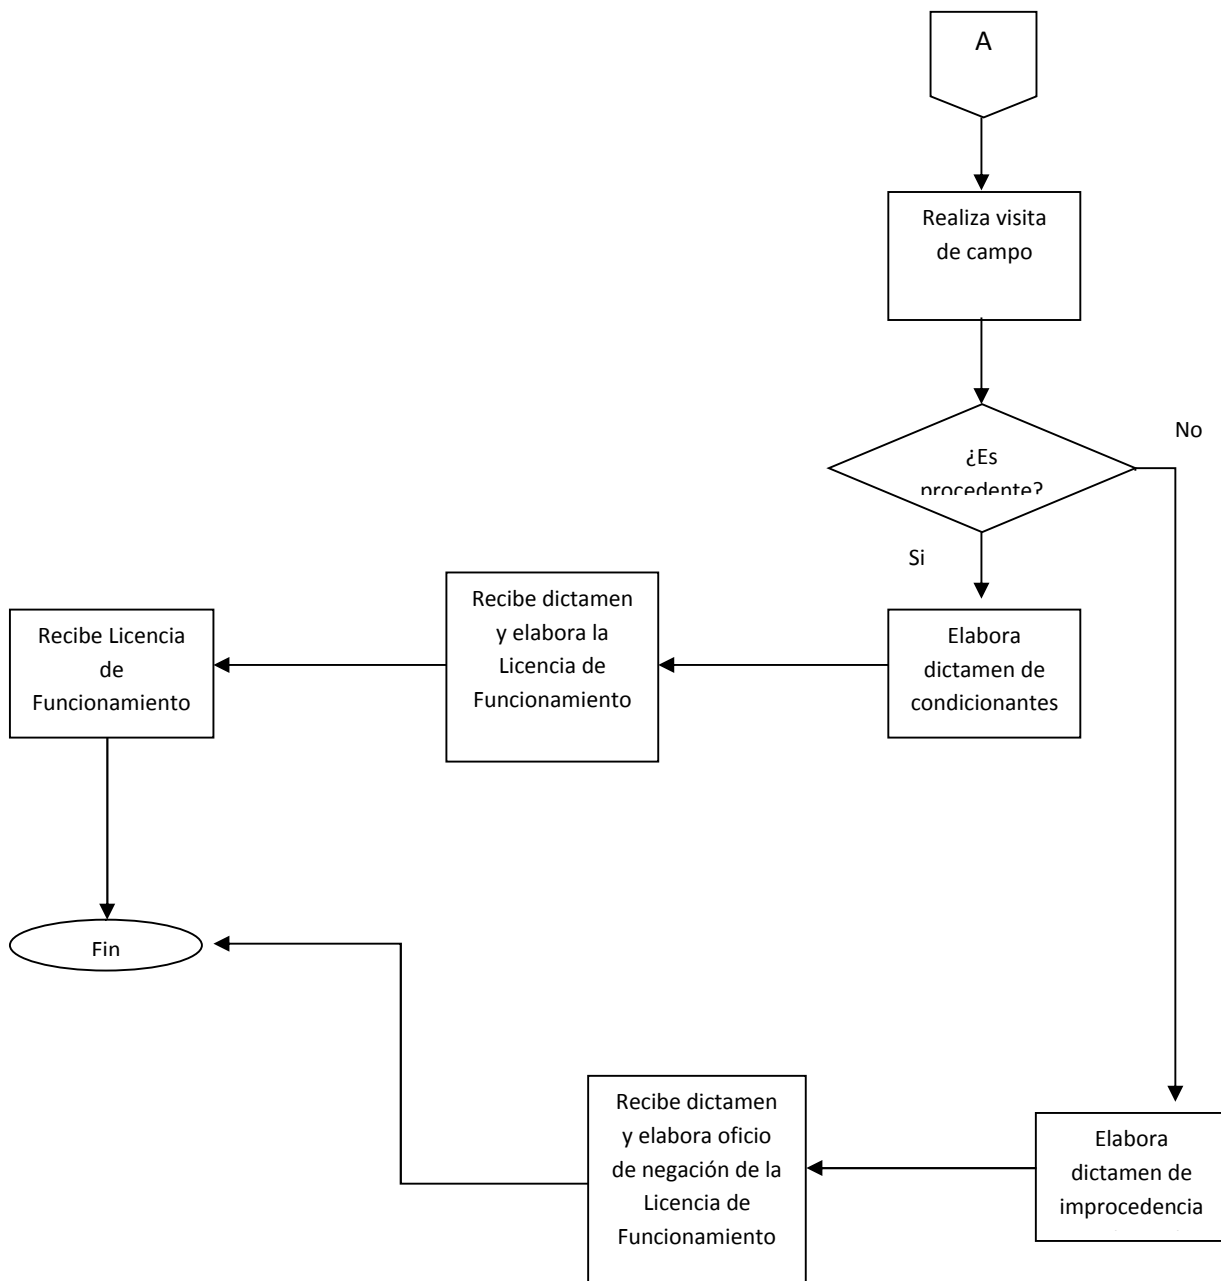 A
Realiza visita
de campo
¿Es
procedente?
No
Si
Elabora
dictamen de
condicionantes
Recibe dictamen
y elabora la
Licencia de
Funcionamiento
Recibe Licencia
de
Funcionamiento
Fin
Elabora
dictamen de
improcedencia
Recibe dictamen
y elabora oficio
de negación de la
Licencia de
Funcionamiento